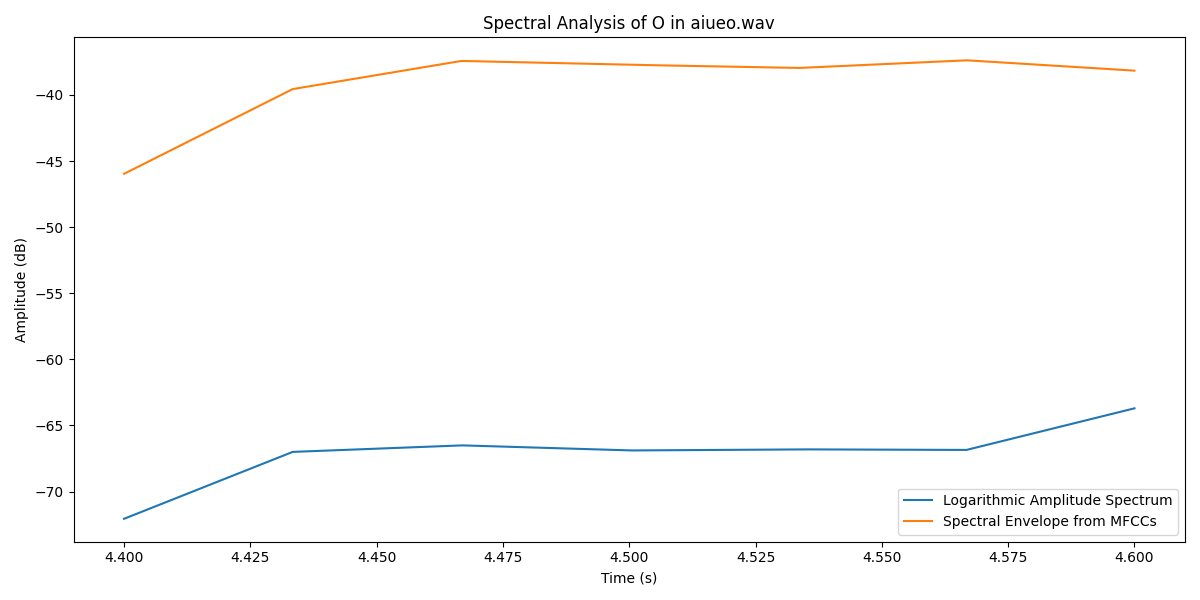 Spectral Analysis of O in aiueo.wav
Amplitude (dB)
−40
−45
−50
−55
−60
−65
−70
Logarithmic Amplitude Spectrum
Spectral Envelope from MFCCs
4.400 4.425 4.450 4.475 4.500 4.525 4.550 4.575 4.600
Time (s)